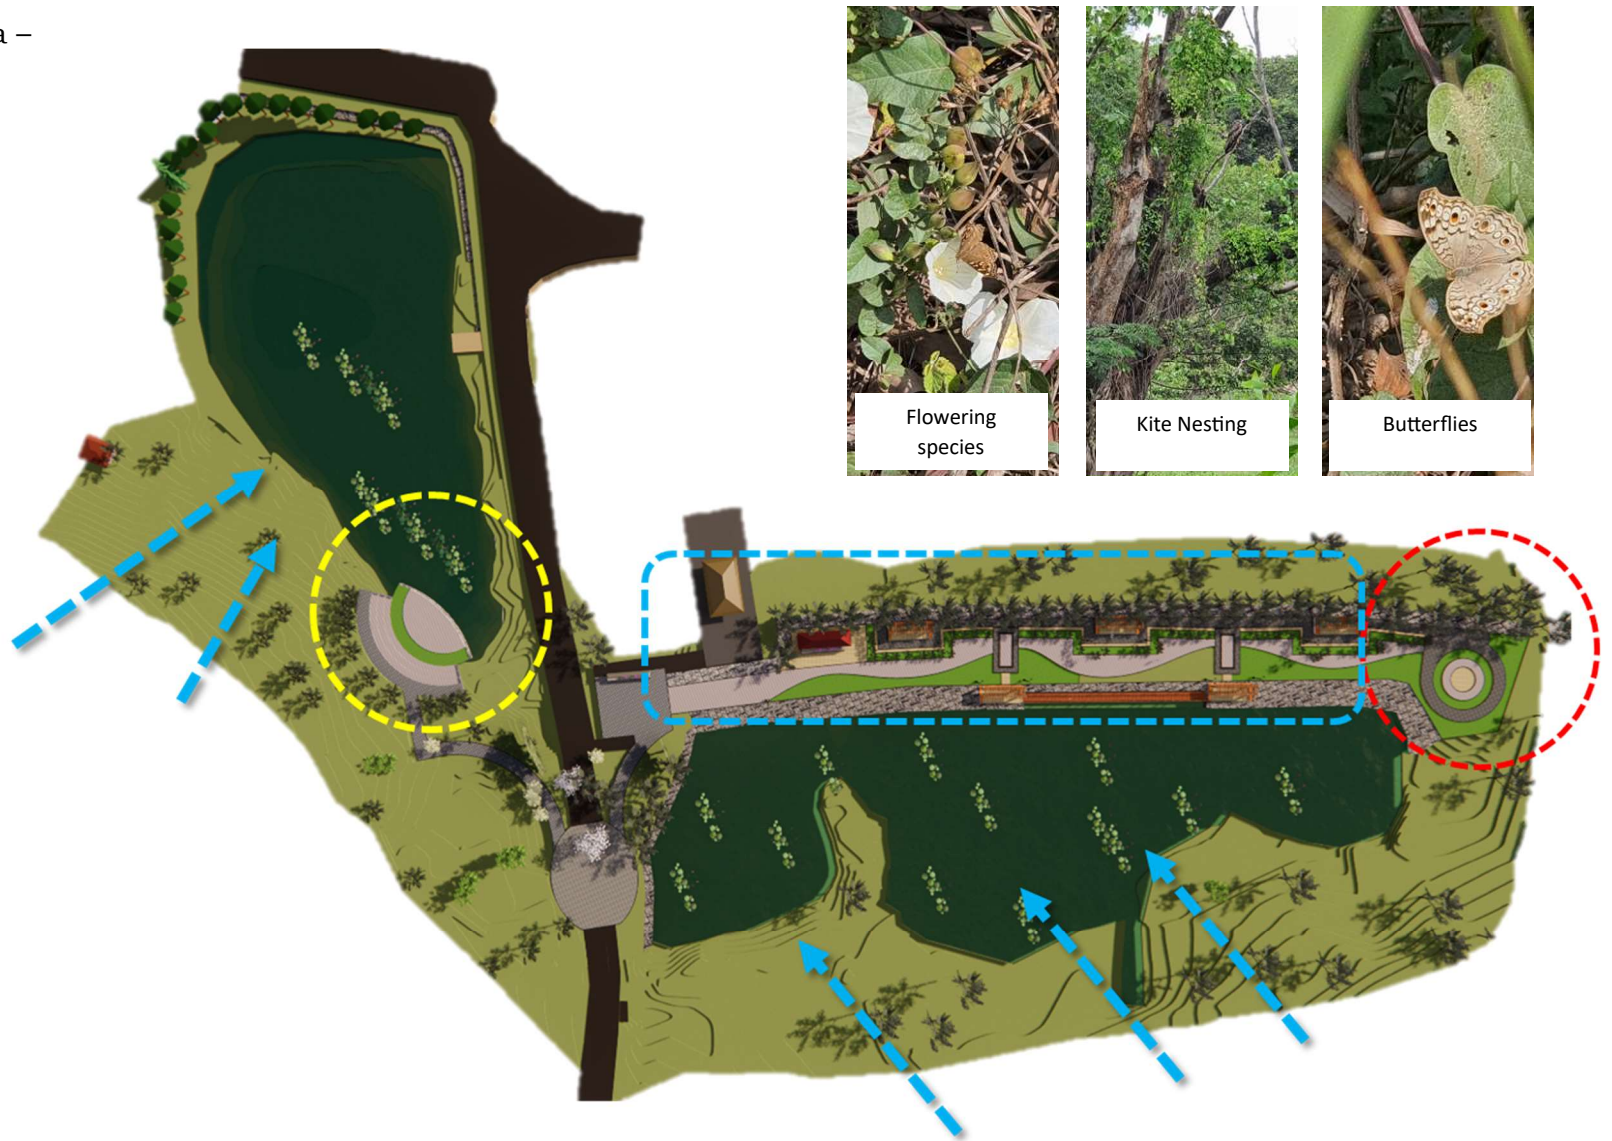 a –
Flowering
species
Kite Nesting
Butterflies